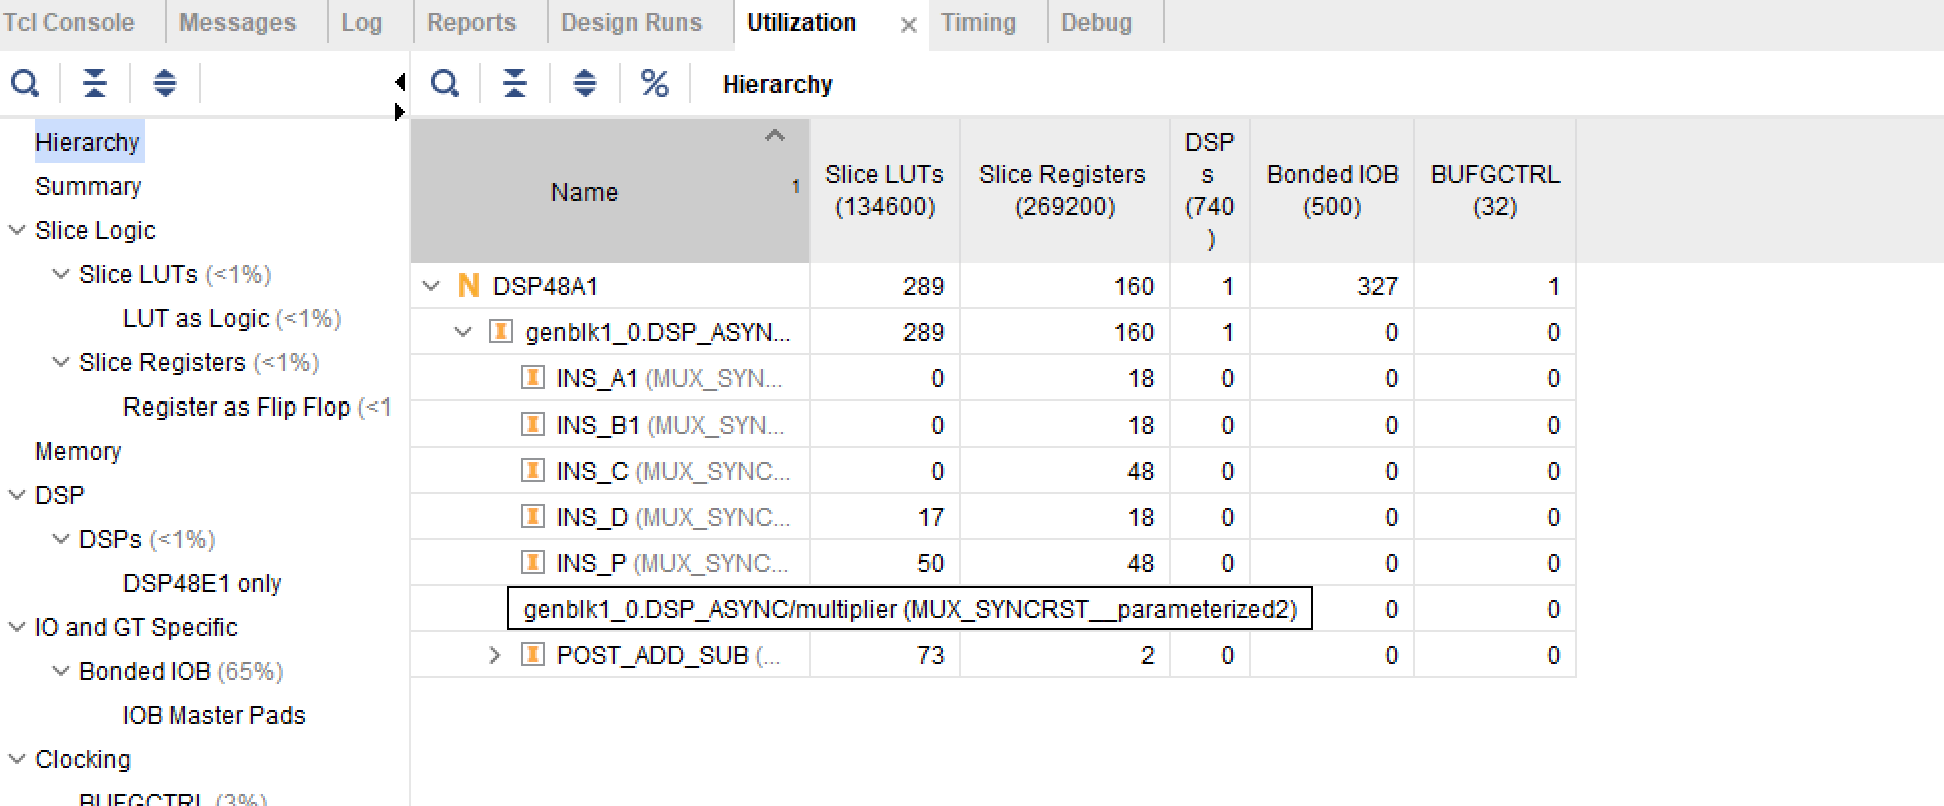 Tcl Console Messages Log Reports Design Runs Utilization Timing Debug
Hierarchy
Hierarchy
Summary
Slice Logic
Slice LUTs (<1%)
LUT as Logic (<1%)
Slice Registers (<1%)
Register as Flip Flop (<1
Memory
DSP
DSPs (<1%)
DSP48E1 only
IO and GT Specific
Bonded IOB (65%)
IOB Master Pads
Clocking
BUFGCTRL (3%)
Name 1 Slice LUTs (134600) Slice Registers (269200) DSPs (740) Bonded IOB (500) BUFGCTRL (32)
DSP48A1 289 160 1 327 1
genblk1_0.DSP_ASYN... 289 160 1 0 0
INS_A1 (MUX_SYN... 0 18 0 0 0
INS_B1 (MUX_SYN... 0 18 0 0 0
INS_C (MUX_SYNC... 0 48 0 0 0
INS_D (MUX_SYNC... 17 18 0 0 0
INS_P (MUX_SYNC... 50 48 0 0 0
genblk1_0.DSP_ASYNC/multiplier (MUX_SYNCRST__parameterized2) 0 0
POST_ADD_SUB (... 73 2 0 0 0